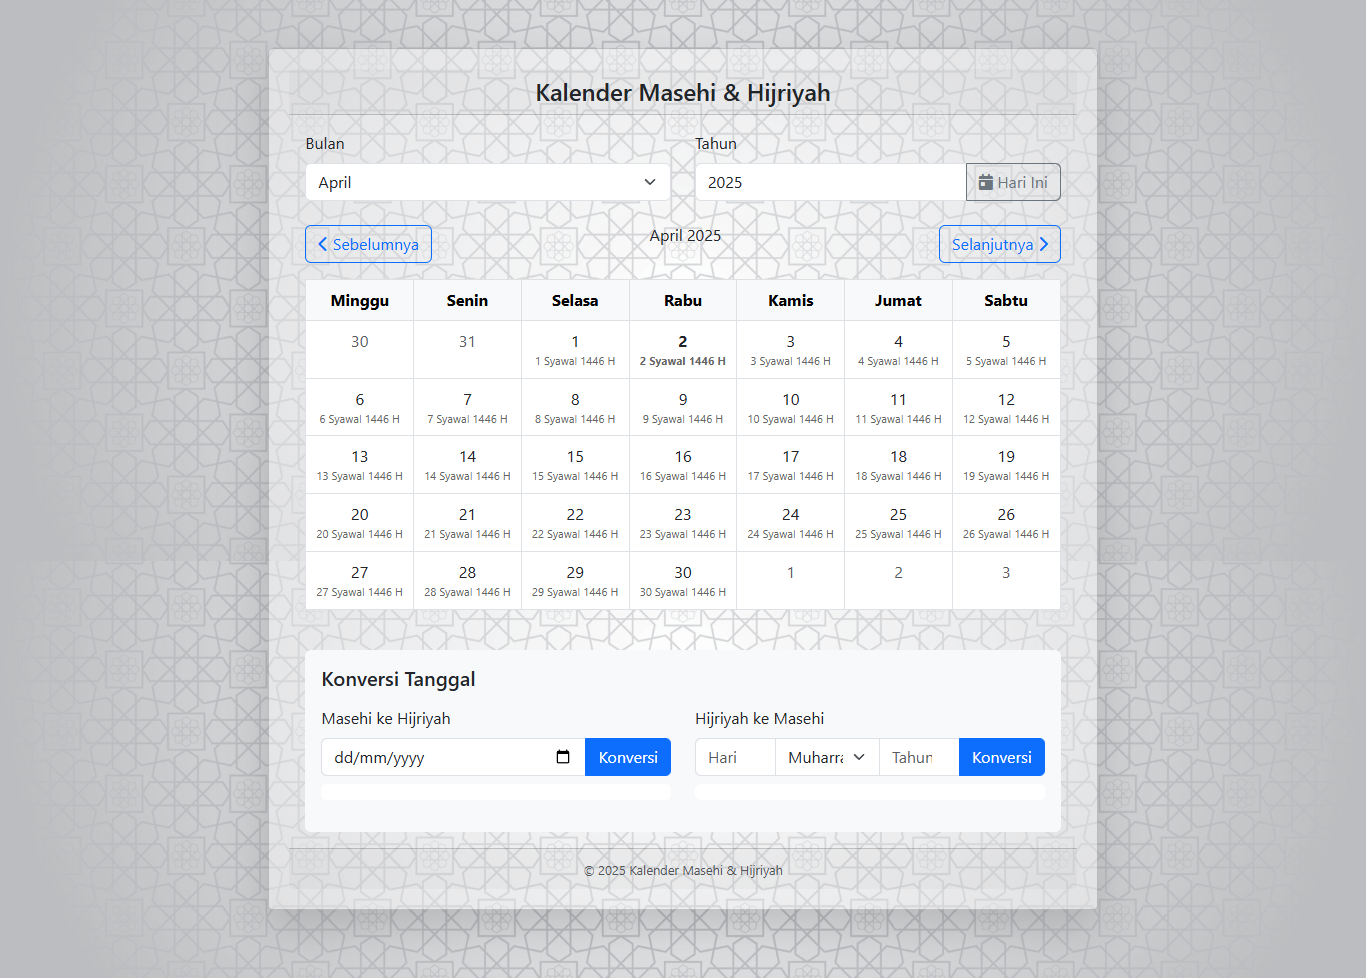 Kalender Masehi & Hijriyah
Bulan Tahun
April 2025 Hari Ini
Sebelumnya April 2025 Selanjutnya
Minggu Senin Selasa Rabu Kamis Jumat Sabtu
30 31 1 2 3 4 5
1 Syawal 1446 H 2 Syawal 1446 H 3 Syawal 1446 H 4 Syawal 1446 H 5 Syawal 1446 H
6 7 8 9 10 11 12
6 Syawal 1446 H 7 Syawal 1446 H 8 Syawal 1446 H 9 Syawal 1446 H 10 Syawal 1446 H 11 Syawal 1446 H 12 Syawal 1446 H
13 14 15 16 17 18 19
13 Syawal 1446 H 14 Syawal 1446 H 15 Syawal 1446 H 16 Syawal 1446 H 17 Syawal 1446 H 18 Syawal 1446 H 19 Syawal 1446 H
20 21 22 23 24 25 26
20 Syawal 1446 H 21 Syawal 1446 H 22 Syawal 1446 H 23 Syawal 1446 H 24 Syawal 1446 H 25 Syawal 1446 H 26 Syawal 1446 H
27 28 29 30 1 2 3
27 Syawal 1446 H 28 Syawal 1446 H 29 Syawal 1446 H 30 Syawal 1446 H
Konversi Tanggal
Masehi ke Hijriyah Hijriyah ke Masehi
dd/mm/yyyy Konversi Hari Muharra Tahun Konversi
© 2025 Kalender Masehi & Hijriyah